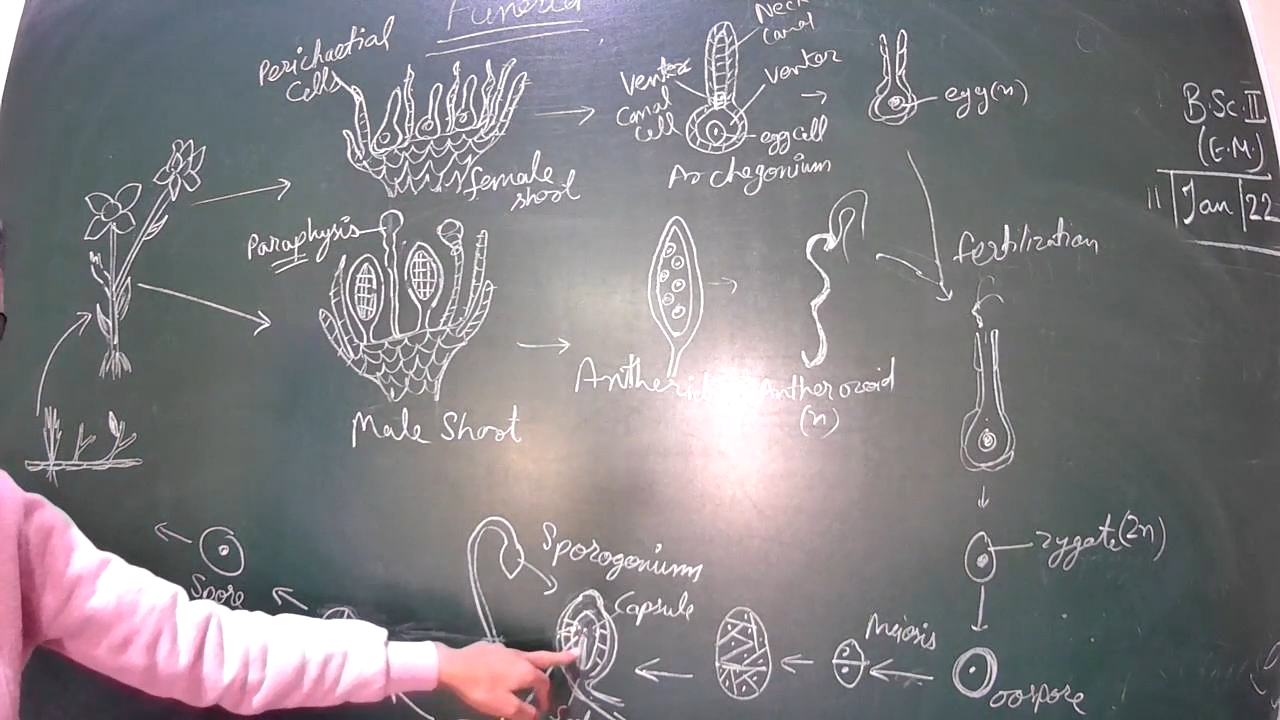 Funeria
Perichaetial
Cells
female
shoot
Neck
Canal
Venter
Canal
Cell
Venter
egg cell
Archegonium
egg(n)
B.Sc.II
(E.M.)
11 Jan 22
Paraphysis
Male Shoot
Antherozoid
(n)
fertilization
zygote(2n)
oospore
Meiosis
Sporogonium
Capsule
Spore